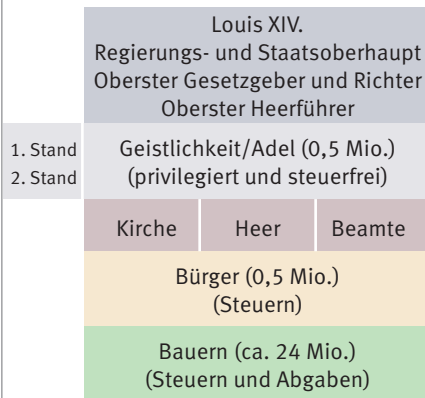 Louis XIV.
Regierungs- und Staatsoberhaupt
Oberster Gesetzgeber und Richter
Oberster Heerführer
1. Stand
2. Stand
Geistlichkeit/Adel (0,5 Mio.)
(privilegiert und steuerfrei)
Kirche
Heer
Beamte
Bürger (0,5 Mio.)
(Steuern)
Bauern (ca. 24 Mio.)
(Steuern und Abgaben)